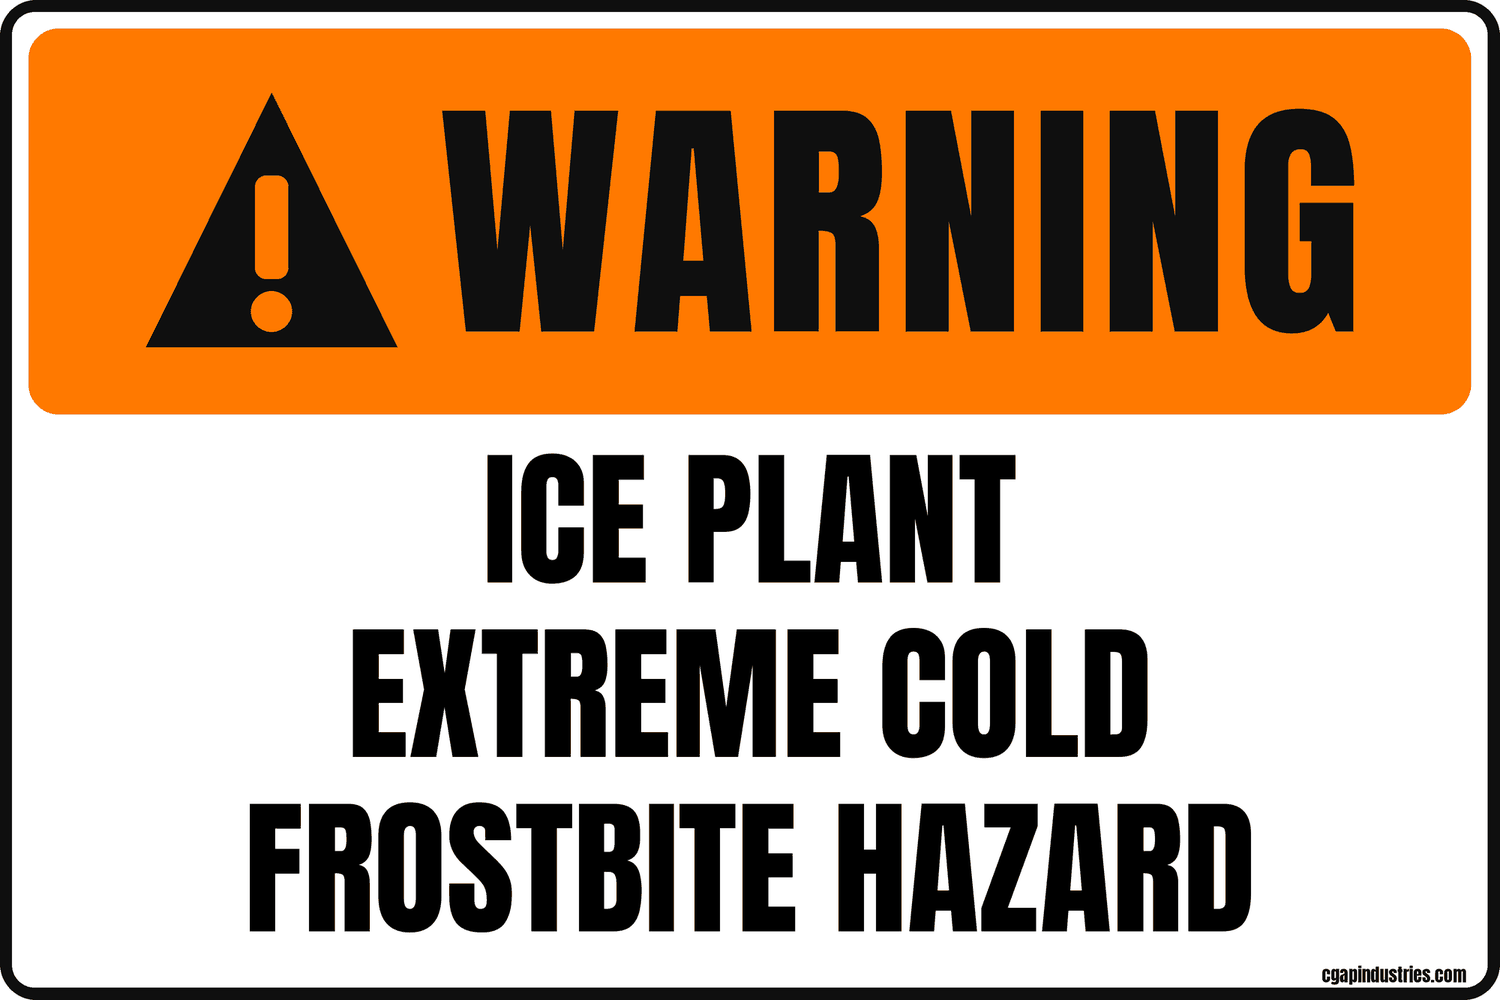 WARNING
ICE PLANT
EXTREME COLD
FROSTBITE HAZARD
cgapindustries.com